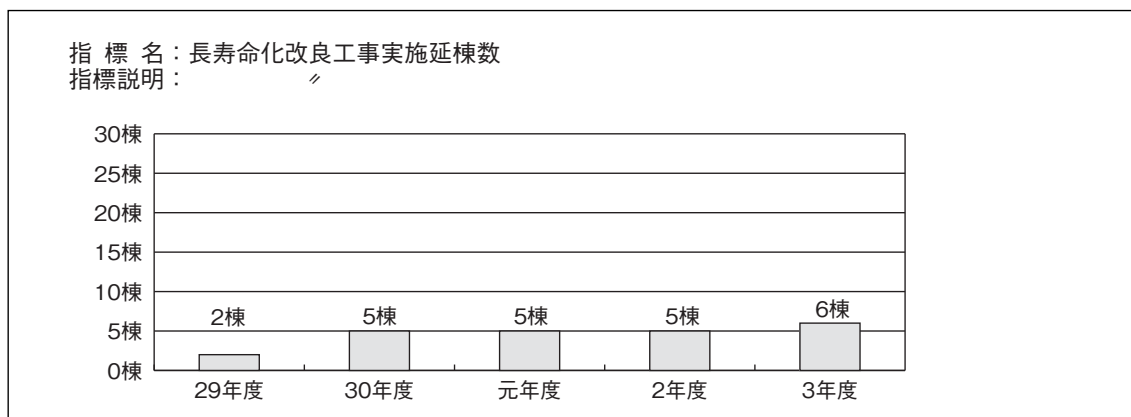 指 標 名：長寿命化改良工事実施延棟数
指標説明：　　　　　〃
30棟
25棟
20棟
15棟
10棟
5棟
0棟
2棟
5棟
5棟
5棟
6棟
29年度
30年度
元年度
2年度
3年度